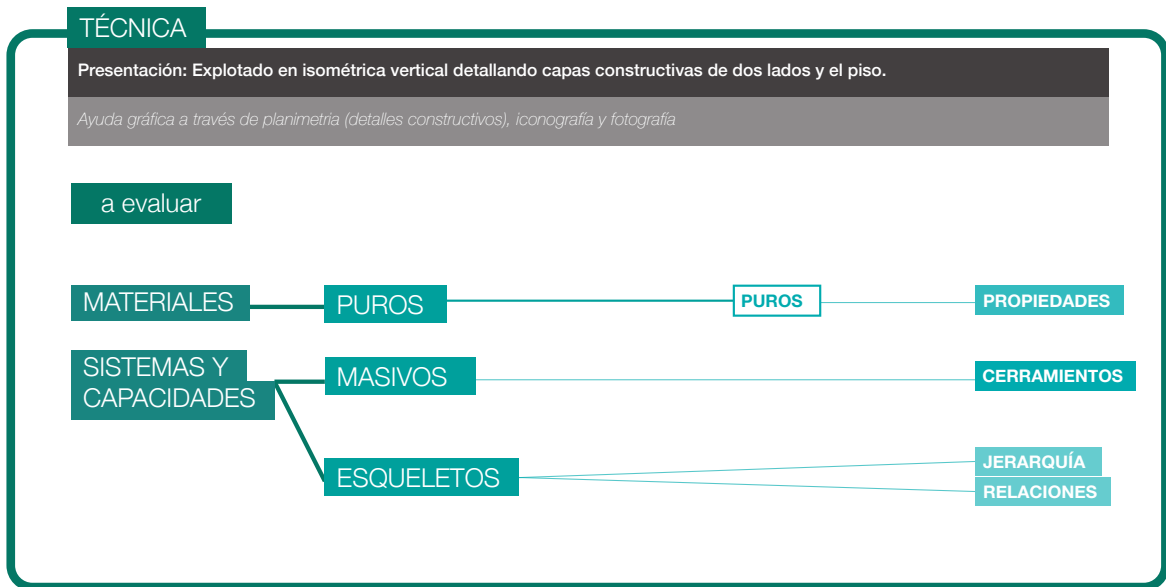 TÉCNICA
Presentación: Explotado en isométrica vertical detallando capas constructivas de dos lados y el piso.
Ayuda gráfica a través de planimetria (detalles constructivos), iconografía y fotografía
a evaluar
MATERIALES
PUROS
PUROS
PROPIEDADES
SISTEMAS Y
CAPACIDADES
MASIVOS
CERRAMIENTOS
ESQUELETOS
JERARQUÍA
RELACIONES